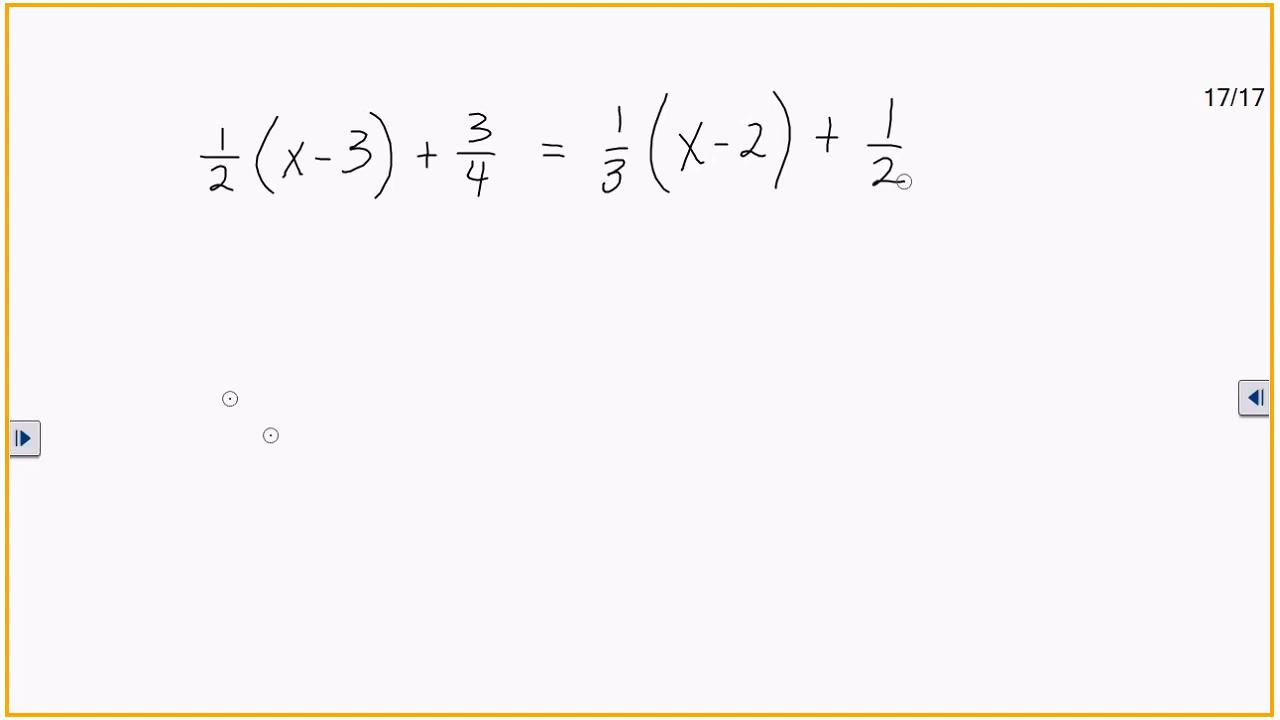 17/17
1/2 (x - 3) + 3/4 = 1/3 (x - 2) + 1/2